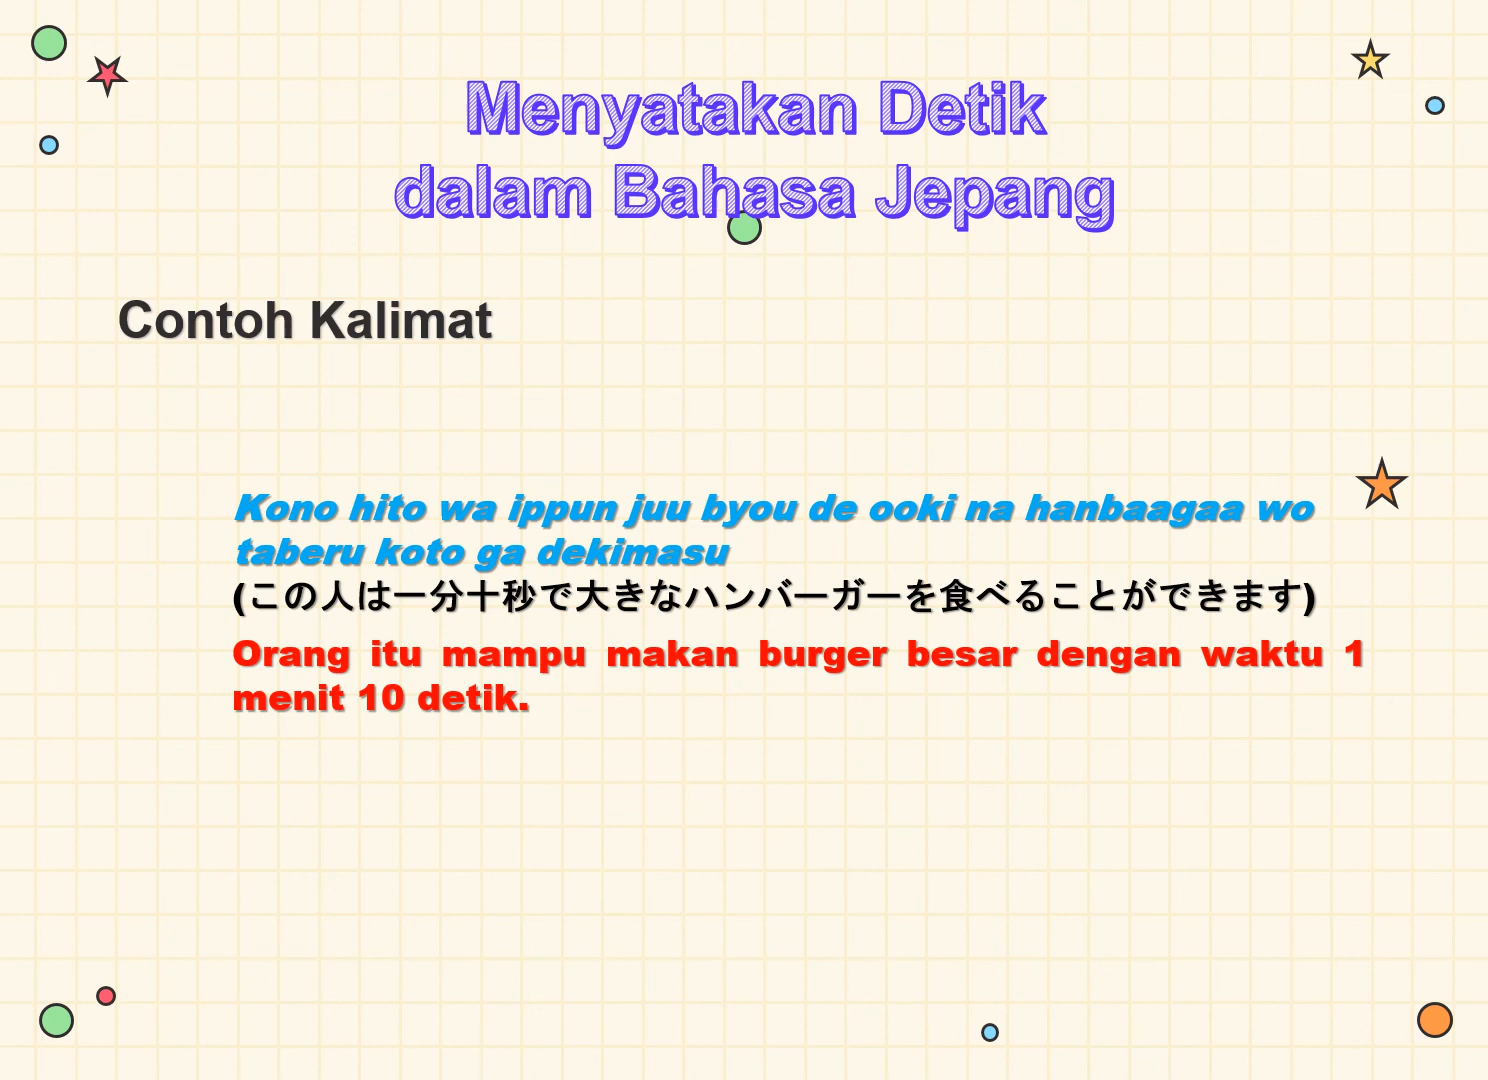 Menyatakan Detik
dalam Bahasa Jepang
Contoh Kalimat
Kono hito wa ippun juu byou de ooki na hanbaagaa wo
taberu koto ga dekimasu
(この人は一分十秒で大きなハンバーガーを食べることができます)
Orang itu mampu makan burger besar dengan waktu 1
menit 10 detik.